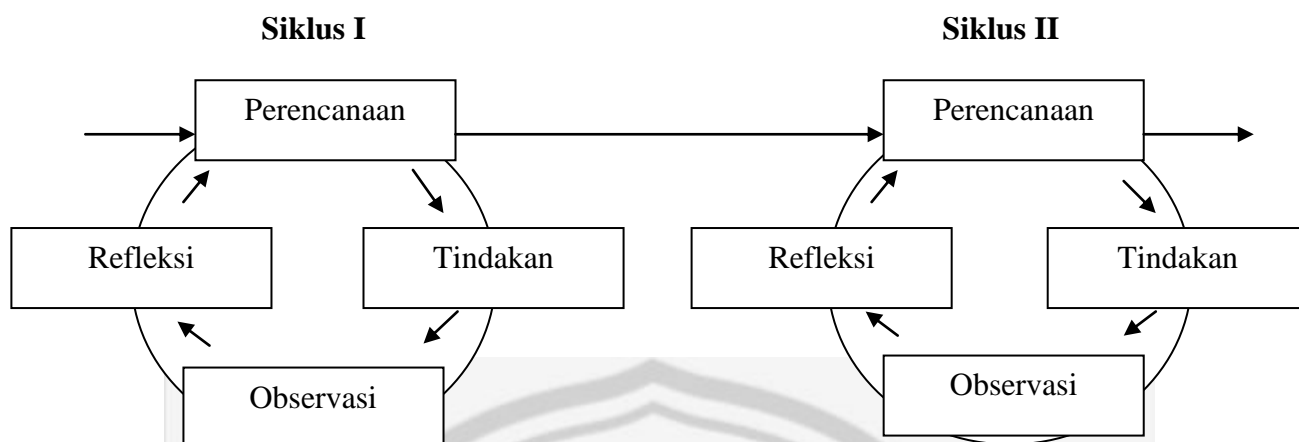 Siklus I
Siklus II
Perencanaan
Perencanaan
Refleksi
Tindakan
Refleksi
Tindakan
Observasi
Observasi